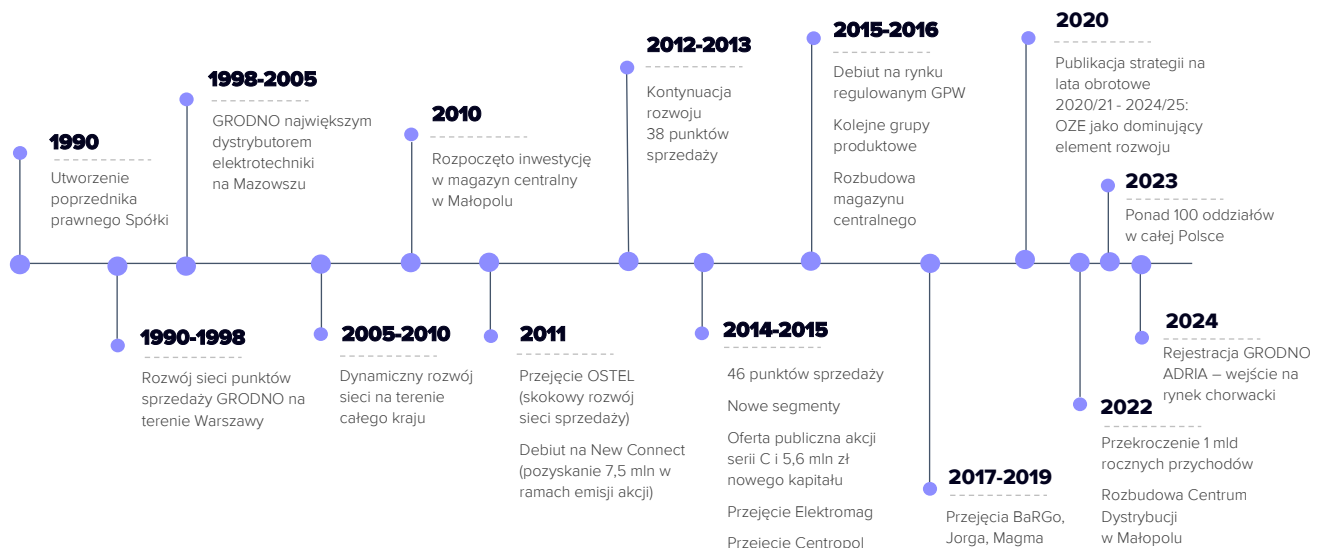 1990
Utworzenie
poprzednika
prawnego Spółki
1990-1998
Rozwój sieci punktów
sprzedaży GRODNO na
terenie Warszawy
1998-2005
GRODNO największym
dystrybutorem
elektrotechniki
na Mazowszu
2005-2010
Dynamiczny rozwój
sieci na terenie
całego kraju
2010
Rozpoczęto inwestycję
w magazyn centralny
w Małopolu
2011
Przejęcie OSTEL
(skokowy rozwój
sieci sprzedaży)
Debiut na New Connect
(pozyskanie 7,5 mln w
ramach emisji akcji)
2012-2013
Kontynuacja
rozwoju
38 punktów
sprzedaży
2014-2015
46 punktów sprzedaży
Nowe segmenty
Oferta publiczna akcji
serii C i 5,6 mln zł
nowego kapitału
Przejęcie Elektromag
Przejęcie Centropol
2015-2016
Debiut na rynku
regulowanym GPW
Kolejne grupy
produktowe
Rozbudowa
magazynu
centralnego
2017-2019
Przejęcia BaRGo,
Jorga, Magma
2020
Publikacja strategii na
lata obrotowe
2020/21 - 2024/25:
OZE jako dominujący
element rozwoju
2022
Przekroczenie 1 mld
rocznych przychodów
Rozbudowa Centrum
Dystrybucji
w Małopolu
2023
Ponad 100 oddziałów
w całej Polsce
2024
Rejestracja GRODNO
ADRIA – wejście na
rynek chorwacki